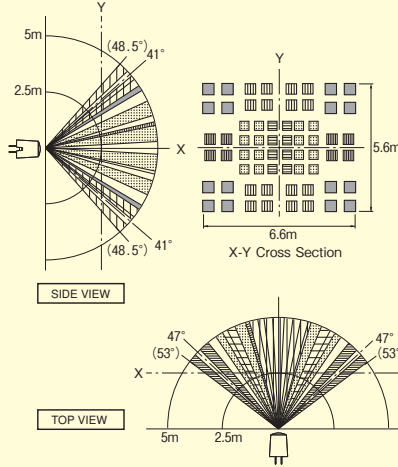 Y
5m
(48.5°)
41°
2.5m
X
41°
(48.5°)
SIDE VIEW
Y
X
5.6m
6.6m
X-Y Cross Section
47°
(53°)
47°
(53°)
X
X
TOP VIEW
5m
2.5m